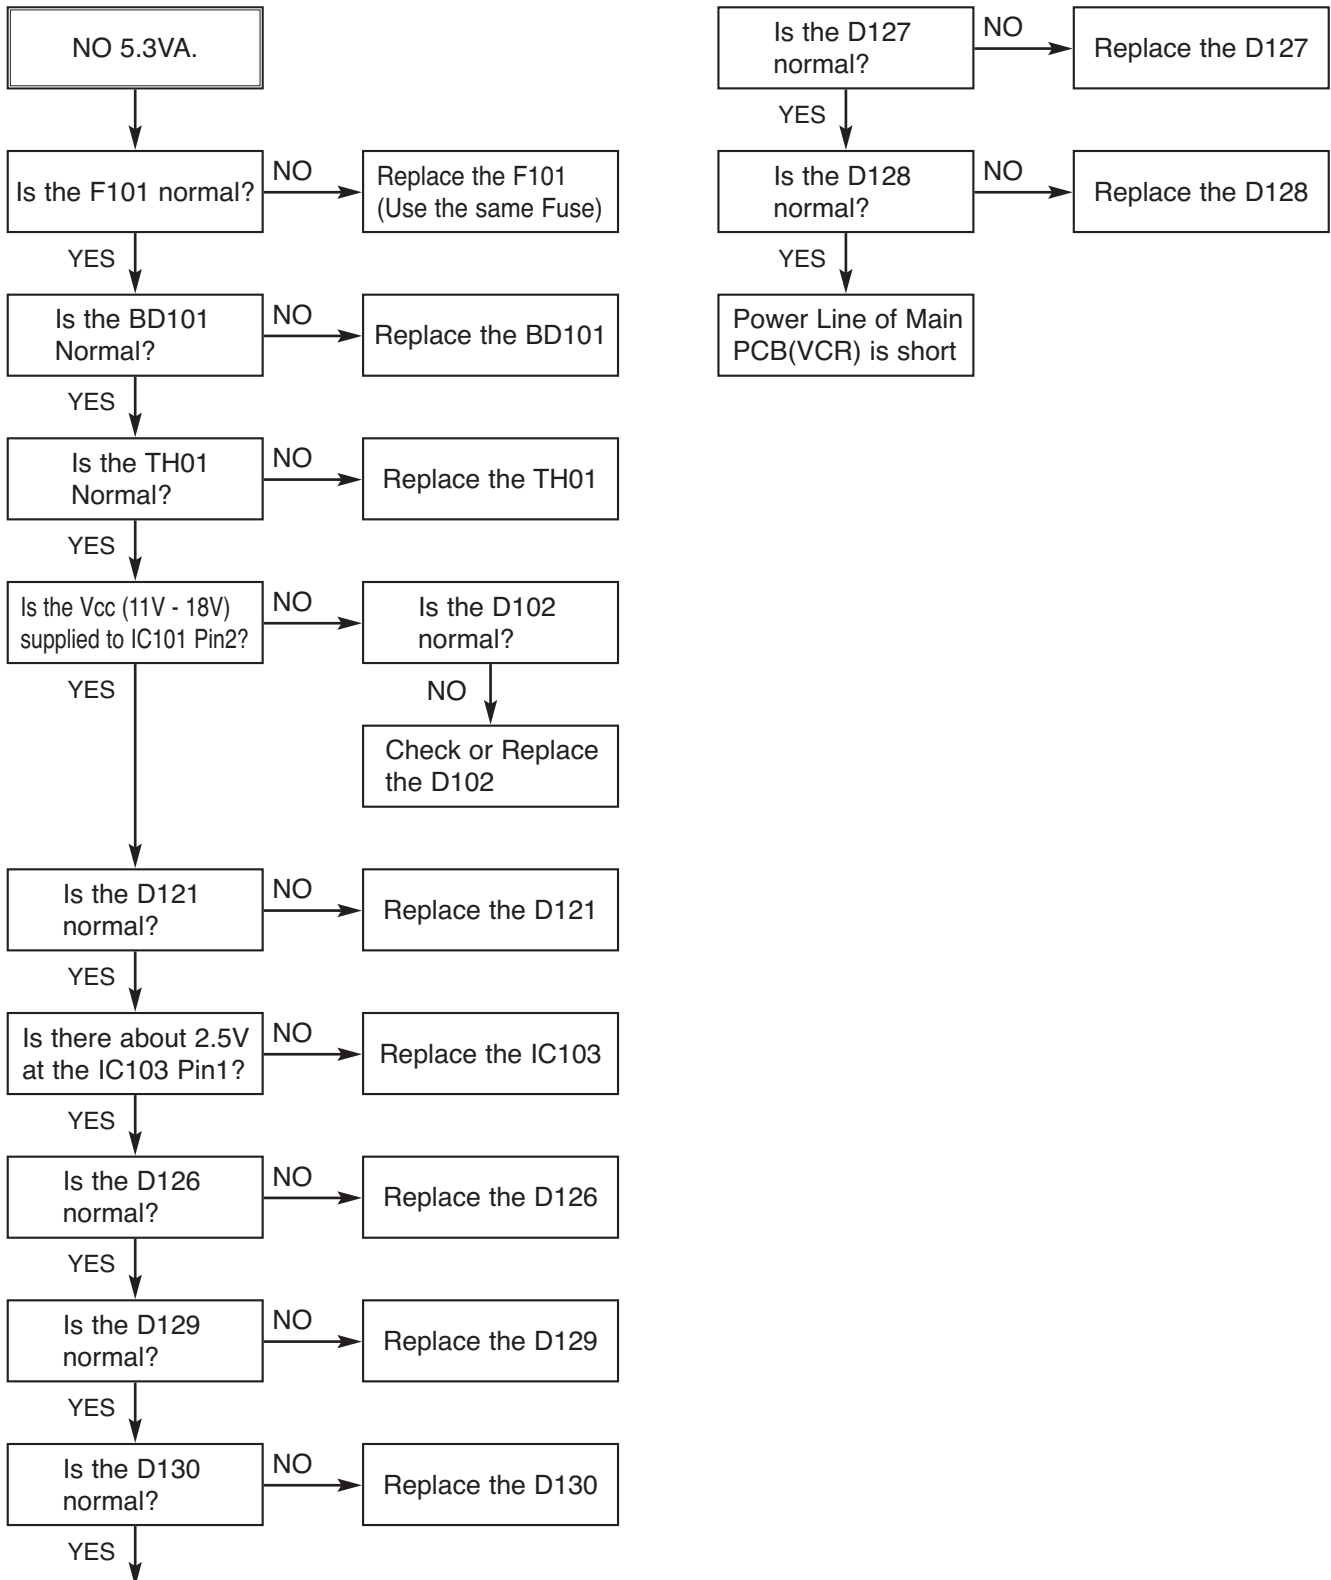 NO 5.3VA.
Is the F101 normal?
NO
Replace the F101
(Use the same Fuse)
YES
Is the BD101
Normal?
NO
Replace the BD101
YES
Is the TH01
Normal?
NO
Replace the TH01
YES
Is the Vcc (11V - 18V)
supplied to IC101 Pin2?
NO
Is the D102
normal?
NO
Check or Replace
the D102
YES
Is the D121
normal?
NO
Replace the D121
YES
Is there about 2.5V
at the IC103 Pin1?
NO
Replace the IC103
YES
Is the D126
normal?
NO
Replace the D126
YES
Is the D129
normal?
NO
Replace the D129
YES
Is the D130
normal?
NO
Replace the D130
YES
Is the D127
normal?
NO
Replace the D127
YES
Is the D128
normal?
NO
Replace the D128
YES
Power Line of Main
PCB(VCR) is short